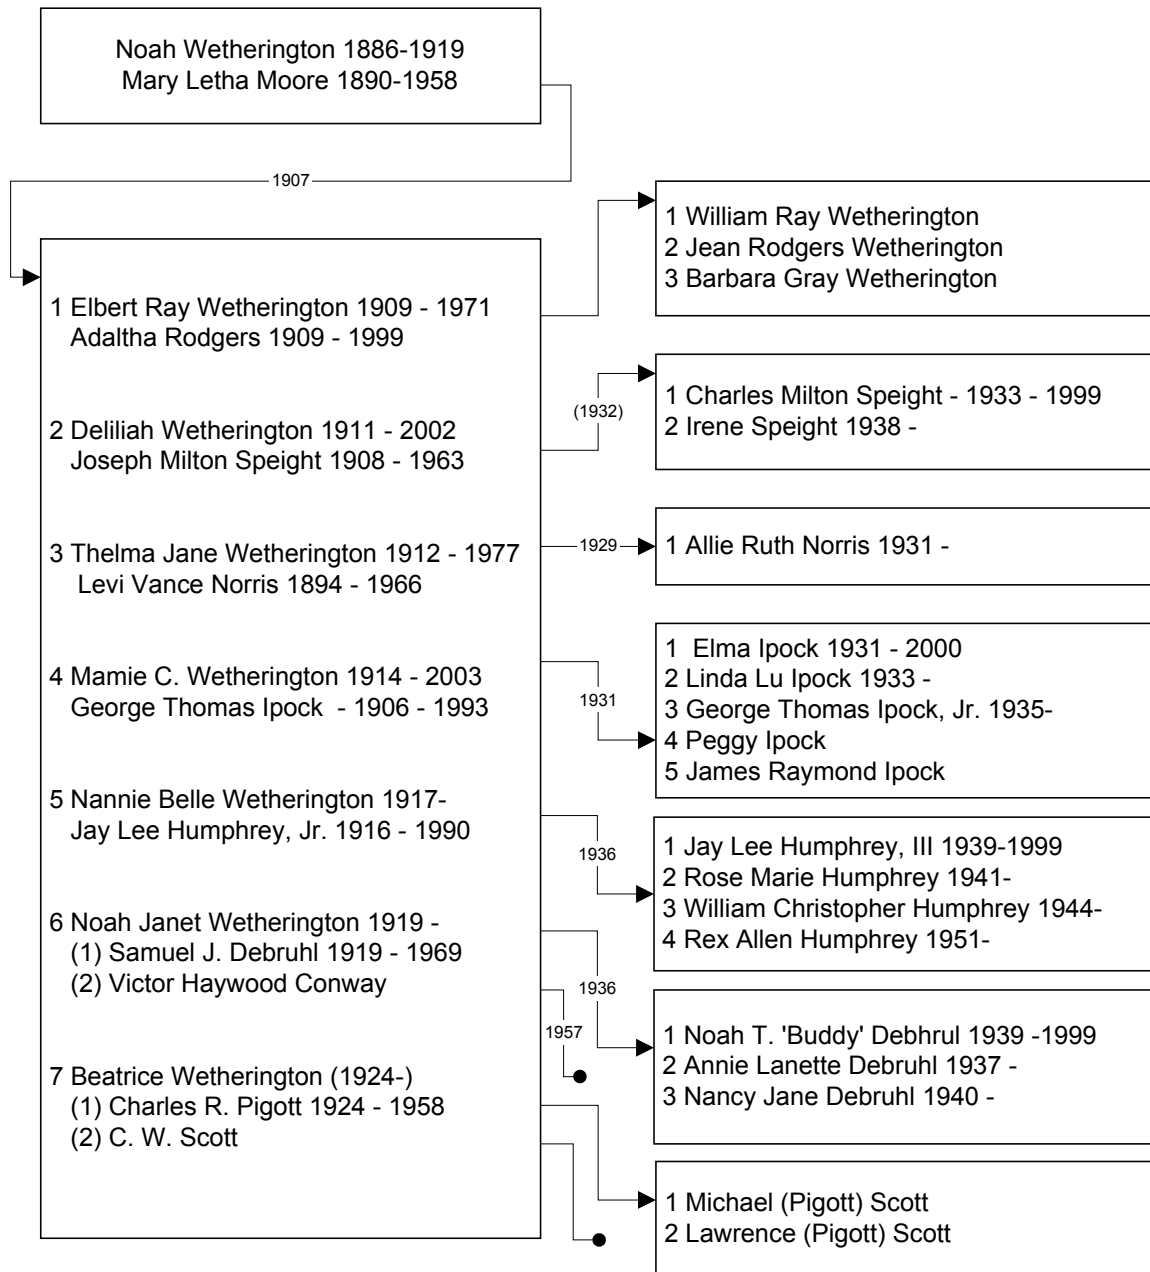 Noah Wetherington 1886-1919
Mary Letha Moore 1890-1958
1907
1 Elbert Ray Wetherington 1909 - 1971
Adaltha Rodgers 1909 - 1999
2 Deliliah Wetherington 1911 - 2002
Joseph Milton Speight 1908 - 1963
3 Thelma Jane Wetherington 1912 - 1977
Levi Vance Norris 1894 - 1966
4 Mamie C. Wetherington 1914 - 2003
George Thomas Ipock - 1906 - 1993
5 Nannie Belle Wetherington 1917-
Jay Lee Humphrey, Jr. 1916 - 1990
6 Noah Janet Wetherington 1919 -
(1) Samuel J. Debruhl 1919 - 1969
(2) Victor Haywood Conway
7 Beatrice Wetherington (1924-)
(1) Charles R. Pigott 1924 - 1958
(2) C. W. Scott
1 William Ray Wetherington
2 Jean Rodgers Wetherington
3 Barbara Gray Wetherington
(1932)
1 Charles Milton Speight - 1933 - 1999
2 Irene Speight 1938 -
1929
1 Allie Ruth Norris 1931 -
1931
1 Elma Ipock 1931 - 2000
2 Linda Lu Ipock 1933 -
3 George Thomas Ipock, Jr. 1935-
4 Peggy Ipock
5 James Raymond Ipock
1936
1 Jay Lee Humphrey, III 1939-1999
2 Rose Marie Humphrey 1941-
3 William Christopher Humphrey 1944-
4 Rex Allen Humphrey 1951-
1936
1957
1 Noah T. 'Buddy' Debhrul 1939 -1999
2 Annie Lanette Debruhl 1937 -
3 Nancy Jane Debruhl 1940 -
1 Michael (Pigott) Scott
2 Lawrence (Pigott) Scott